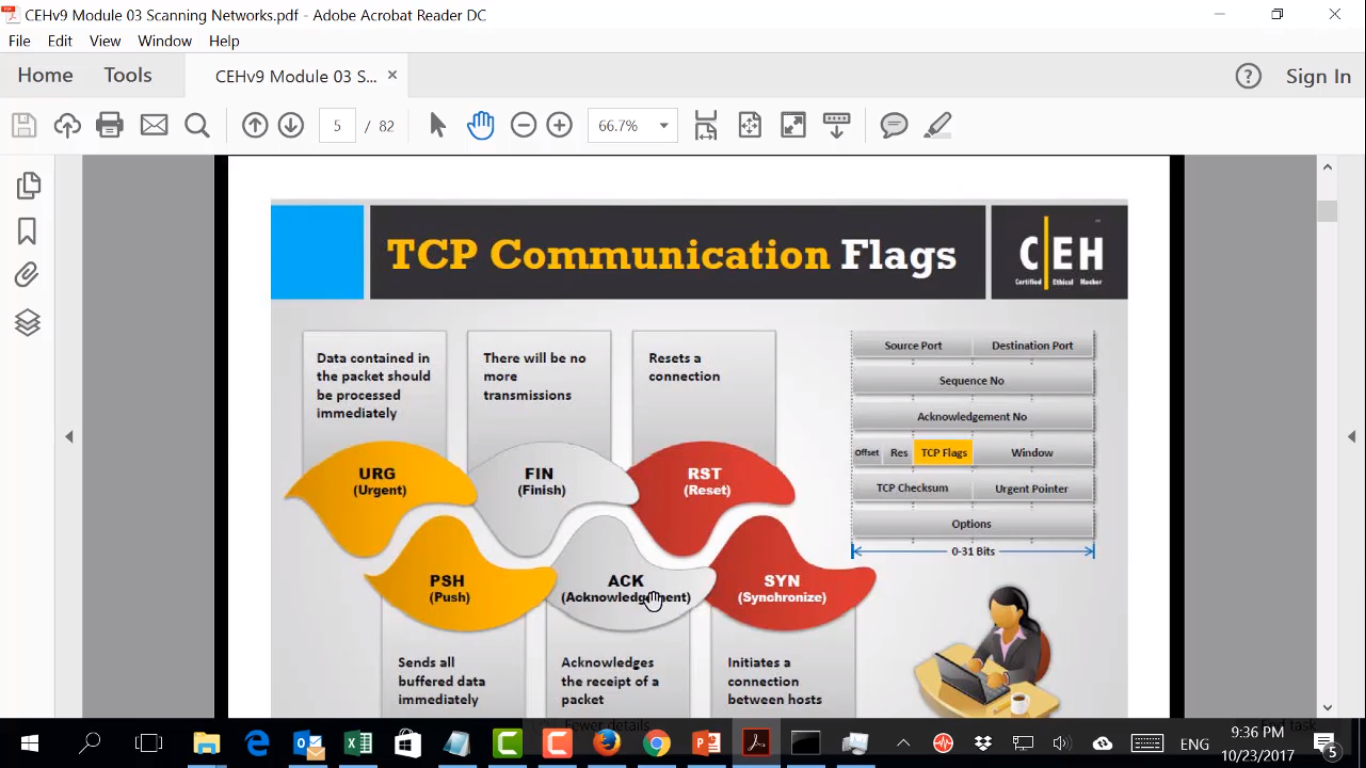 CEHv9 Module 03 Scanning Networks.pdf - Adobe Acrobat Reader DC
File Edit View Window Help
Home Tools CEHv9 Module 03 S... × Sign In
5 / 82 66.7%
TCP Communication Flags
CEH
Certified Ethical Hacker
Data contained in
the packet should
be processed
immediately
There will be no
more
transmissions
Resets a
connection
URG
(Urgent)
FIN
(Finish)
RST
(Reset)
PSH
(Push)
ACK
(Acknowledgement)
SYN
(Synchronize)
Sends all
buffered data
immediately
Acknowledges
the receipt of a
packet
Initiates a
connection
between hosts
Source Port Destination Port
Sequence No
Acknowledgement No
Offset Res TCP Flags Window
TCP Checksum Urgent Pointer
Options
0-31 Bits
Fewer details End task
ENG
9:36 PM
10/23/2017
5